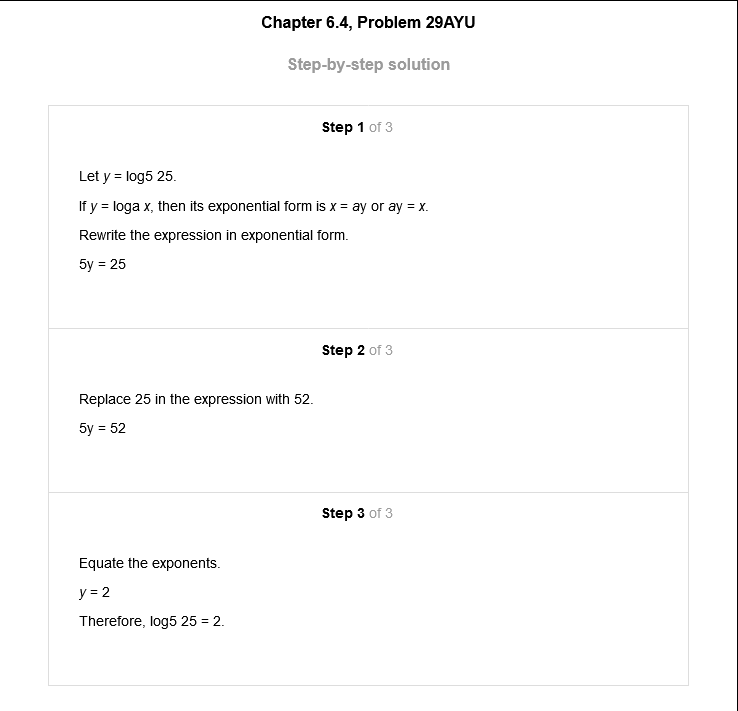 Chapter 6.4, Problem 29AYU
Step-by-step solution
Step 1 of 3
Let y = log5 25.
If y = loga x, then its exponential form is x = ay or ay = x.
Rewrite the expression in exponential form.
5y = 25
Step 2 of 3
Replace 25 in the expression with 52.
5y = 52
Step 3 of 3
Equate the exponents.
y = 2
Therefore, log5 25 = 2.